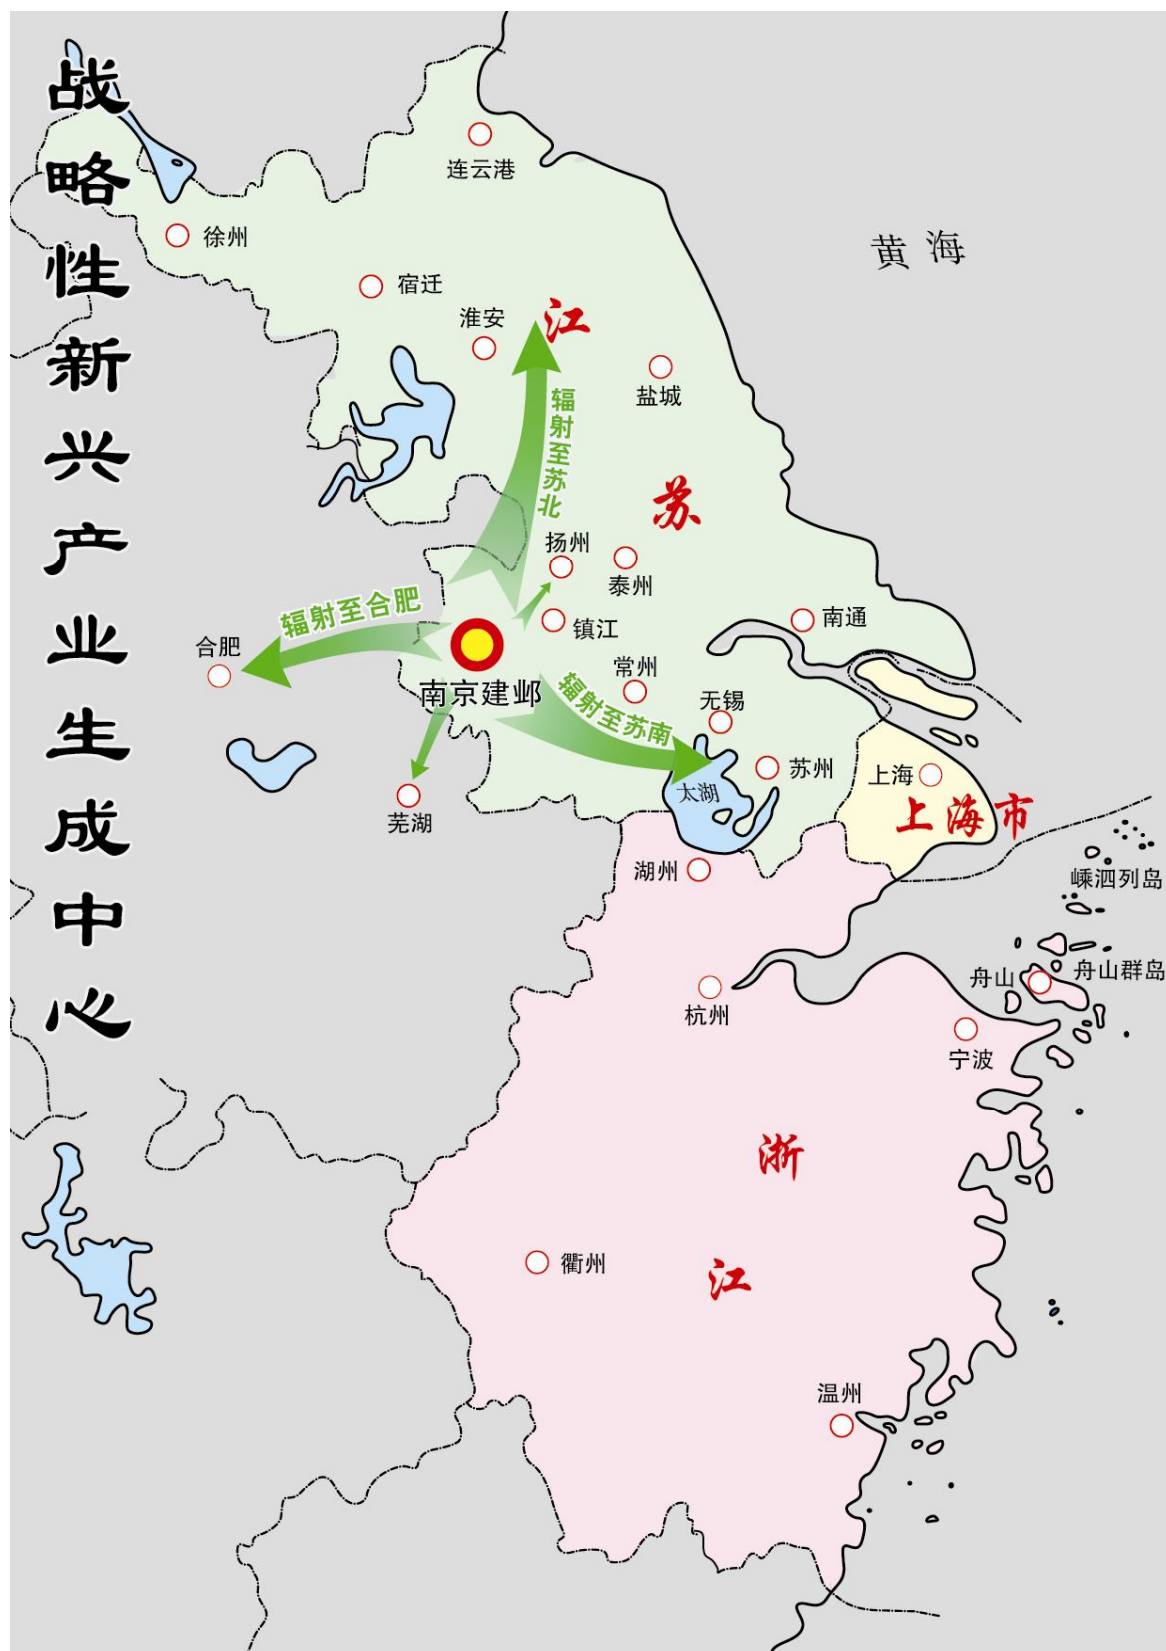 战略性新兴产业生成中心
连云港
徐州
黄海
宿迁
淮安
江
盐城
辐射至苏北
苏
扬州
泰州
辐射至合肥
南通
镇江
合肥
常州
南京建邺
辐射至苏南
无锡
苏州
上海
太湖
芜湖
上海市
湖州
嵊泗列岛
舟山
舟山群岛
杭州
宁波
浙
衢州
江
温州